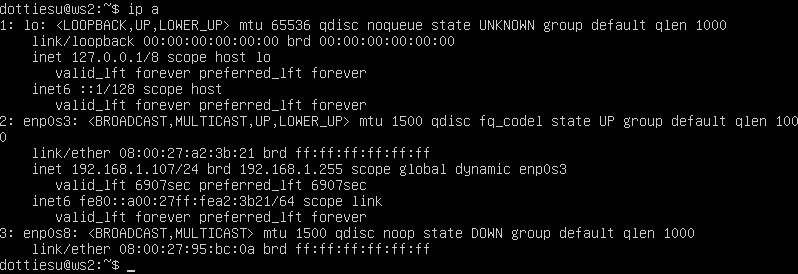 dottiesu@ws2:~$ ip a
1: lo: <LOOPBACK,UP,LOWER_UP> mtu 65536 qdisc noqueue state UNKNOWN group default qlen 1000
    link/loopback 00:00:00:00:00:00 brd 00:00:00:00:00:00
    inet 127.0.0.1/8 scope host lo
       valid_lft forever preferred_lft forever
    inet6 ::1/128 scope host
       valid_lft forever preferred_lft forever
2: enp0s3: <BROADCAST,MULTICAST,UP,LOWER_UP> mtu 1500 qdisc fq_codel state UP group default qlen 100
0
    link/ether 08:00:27:a2:3b:21 brd ff:ff:ff:ff:ff:ff
    inet 192.168.1.107/24 brd 192.168.1.255 scope global dynamic enp0s3
       valid_lft 6907sec preferred_lft 6907sec
    inet6 fe80::a00:27ff:fea2:3b21/64 scope link
       valid_lft forever preferred_lft forever
3: enp0s8: <BROADCAST,MULTICAST> mtu 1500 qdisc noop state DOWN group default qlen 1000
    link/ether 08:00:27:95:bc:0a brd ff:ff:ff:ff:ff:ff
dottiesu@ws2:~$ _